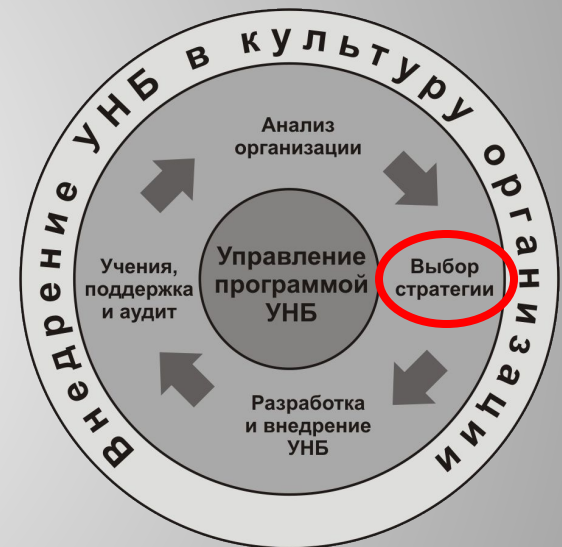 Внедрение УНБ в культуру организации
Анализ
организации
Выбор
стратегии
Разработка
и внедрение
УНБ
Учения,
поддержка
и аудит
Управление
программой
УНБ